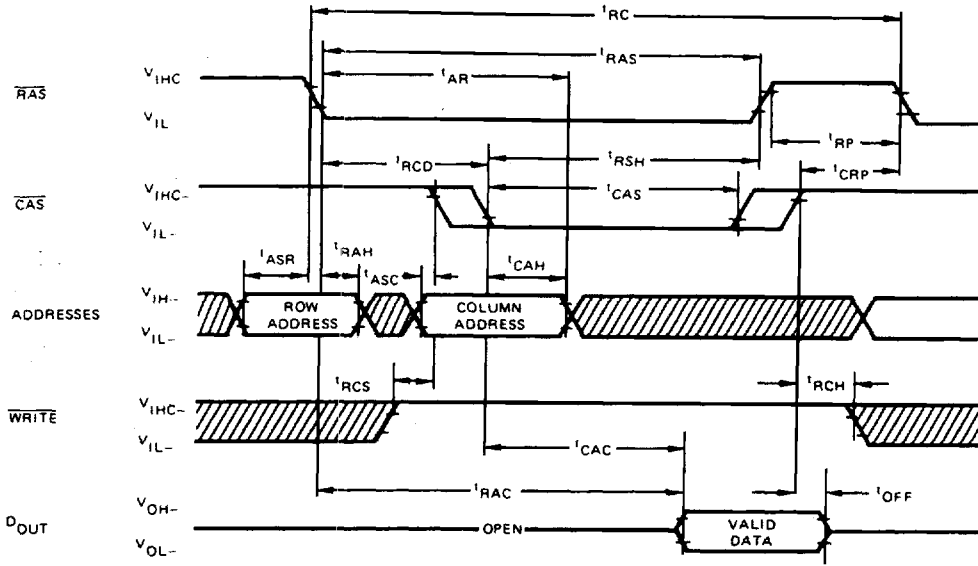 tRC
tRAS
tAR
RAS
VIHC
VIL
tRP
tRCD
tRSH
tCRP
CAS
VIHC-
VIL-
tCAS
tASR
tRAH
tASC
tCAH
ADDRESSES
VIH-
VIL-
ROW ADDRESS
COLUMN ADDRESS
tRCS
tRCH
WRITE
VIHC-
VIL-
tCAC
tRAC
tOFF
DOUT
VOH-
VOL-
OPEN
VALID DATA